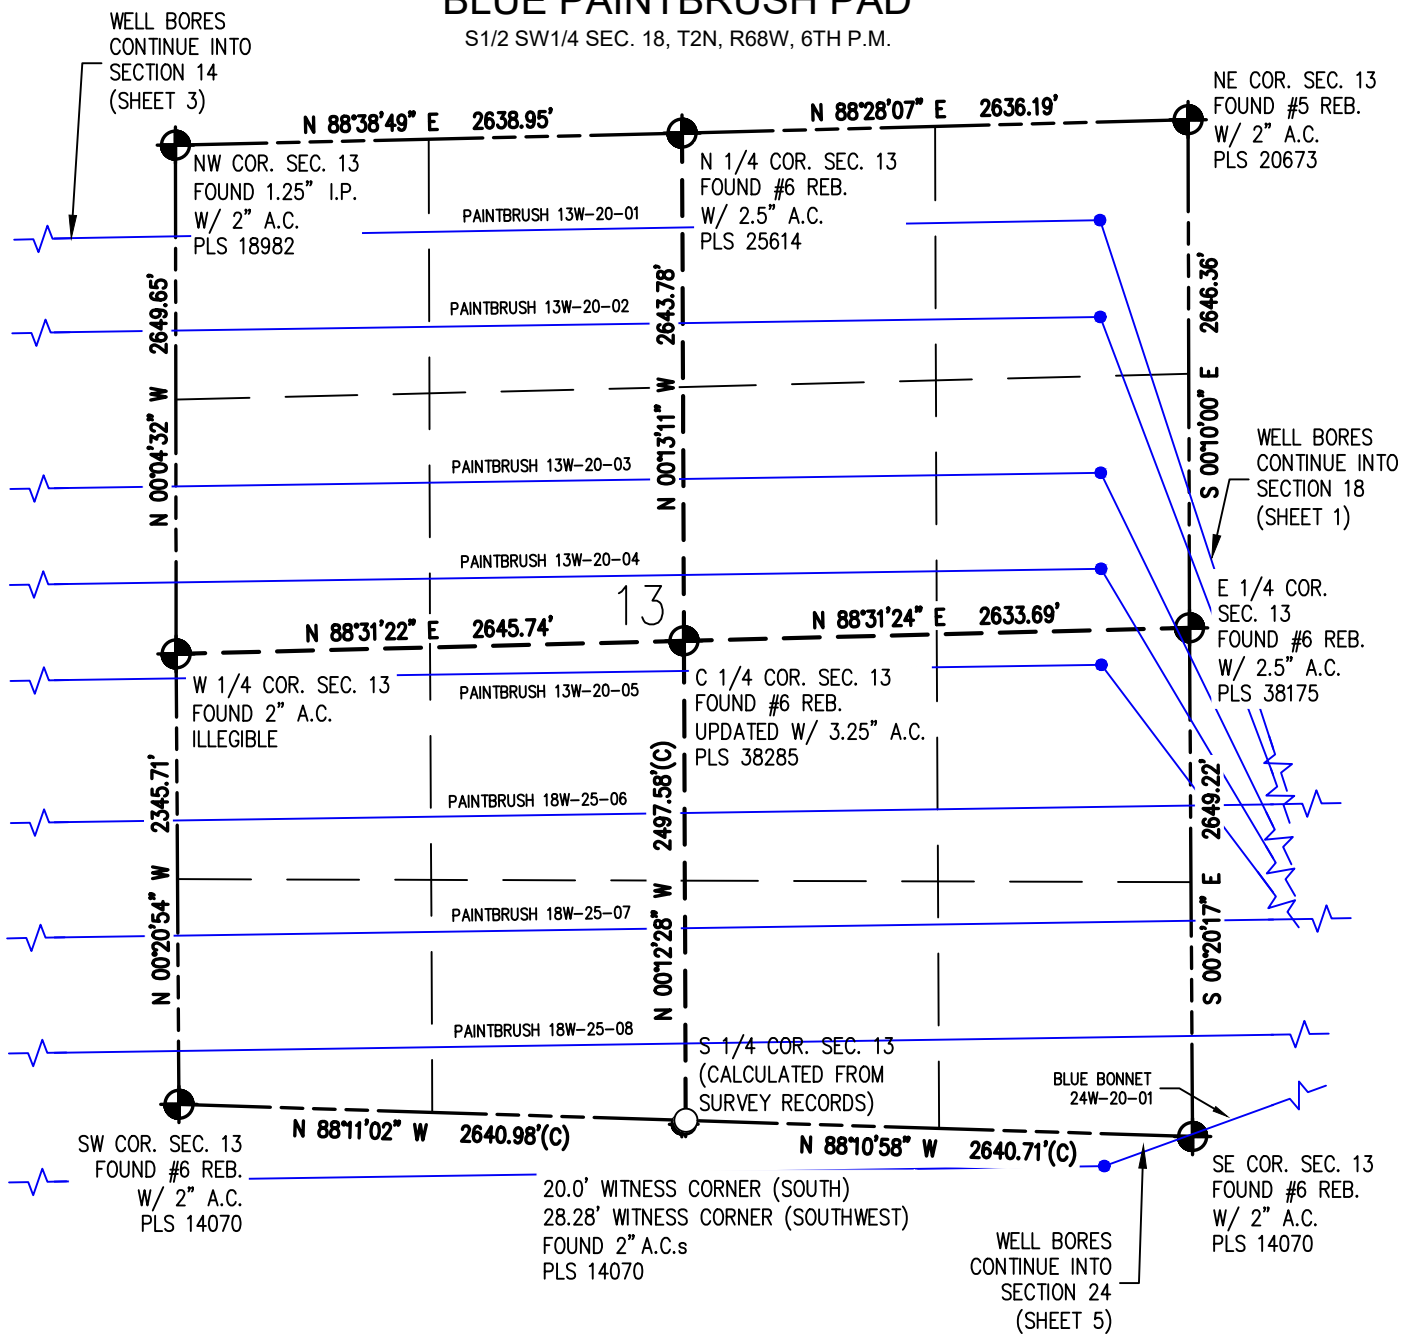 BLUE PAINTBRUSH PAD
S1/2 SW1/4 SEC. 18, T2N, R68W, 6TH P.M.
WELL BORES
CONTINUE INTO
SECTION 14
(SHEET 3)
N 88°38'49" E 2638.95'
N 88°28'07" E 2636.19'
NE COR. SEC. 13
FOUND #5 REB.
W/ 2" A.C.
PLS 20673
NW COR. SEC. 13
FOUND 1.25" I.P.
W/ 2" A.C.
PLS 18982
N 1/4 COR. SEC. 13
FOUND #6 REB.
W/ 2.5" A.C.
PLS 25614
PAINTBRUSH 13W-20-01
PAINTBRUSH 13W-20-02
PAINTBRUSH 13W-20-03
PAINTBRUSH 13W-20-04
N 00°04'32" W 2649.65'
N 00°13'11" W 2643.78'
S 00°10'00" E 2646.36'
WELL BORES
CONTINUE INTO
SECTION 18
(SHEET 1)
13
N 88°31'22" E 2645.74'
N 88°31'24" E 2633.69'
E 1/4 COR.
SEC. 13
FOUND #6 REB.
W/ 2.5" A.C.
PLS 38175
W 1/4 COR. SEC. 13
FOUND 2" A.C.
ILLEGIBLE
PAINTBRUSH 13W-20-05
C 1/4 COR. SEC. 13
FOUND #6 REB.
UPDATED W/ 3.25" A.C.
PLS 38285
N 00°20'54" W 2345.71'
N 00°12'28" W 2497.58'(C)
S 00°20'17" E 2649.22'
PAINTBRUSH 18W-25-06
PAINTBRUSH 18W-25-07
PAINTBRUSH 18W-25-08
S 1/4 COR. SEC. 13
(CALCULATED FROM
SURVEY RECORDS)
BLUE BONNET
24W-20-01
N 88°11'02" W 2640.98'(C)
N 88°10'58" W 2640.71'(C)
SW COR. SEC. 13
FOUND #6 REB.
W/ 2" A.C.
PLS 14070
20.0' WITNESS CORNER (SOUTH)
28.28' WITNESS CORNER (SOUTHWEST)
FOUND 2" A.C.s
PLS 14070
SE COR. SEC. 13
FOUND #6 REB.
W/ 2" A.C.
PLS 14070
WELL BORES
CONTINUE INTO
SECTION 24
(SHEET 5)